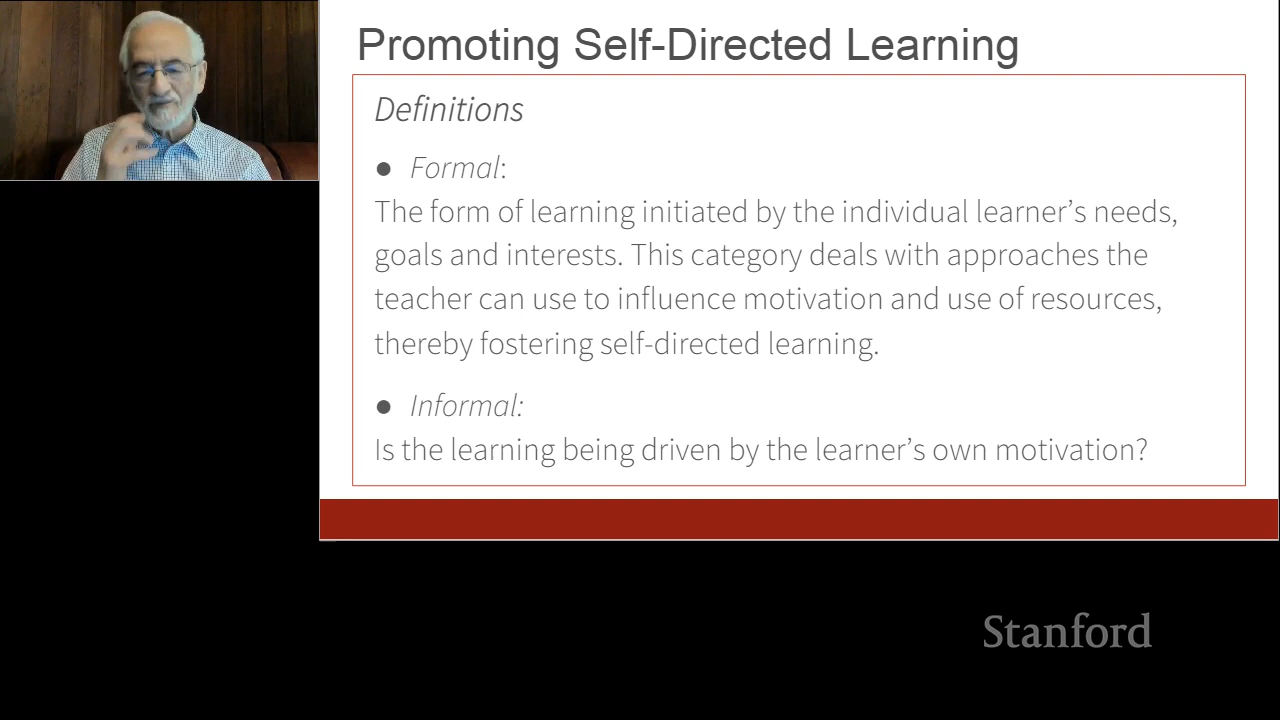 Promoting Self-Directed Learning
Definitions
● Formal:
The form of learning initiated by the individual learner’s needs,
goals and interests. This category deals with approaches the
teacher can use to influence motivation and use of resources,
thereby fostering self-directed learning.
● Informal:
Is the learning being driven by the learner’s own motivation?
Stanford